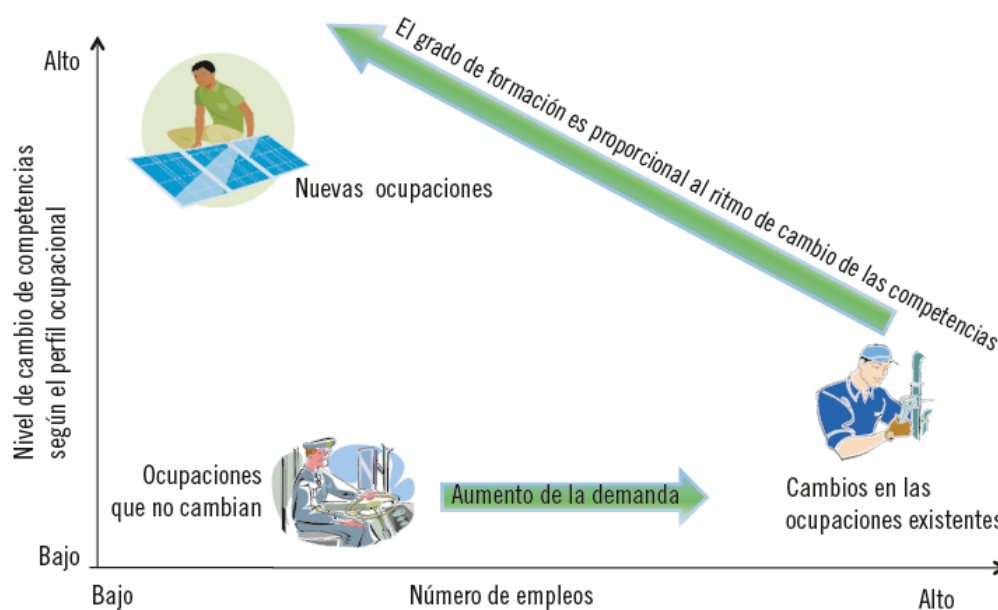 Alto
El grado de formación es proporcional al ritmo de cambio de las competencias
Nuevas ocupaciones
Nivel de cambio de competencias
según el perfil ocupacional
Ocupaciones
que no cambian
Aumento de la demanda
Cambios en las
ocupaciones existentes
Bajo
Bajo
Número de empleos
Alto